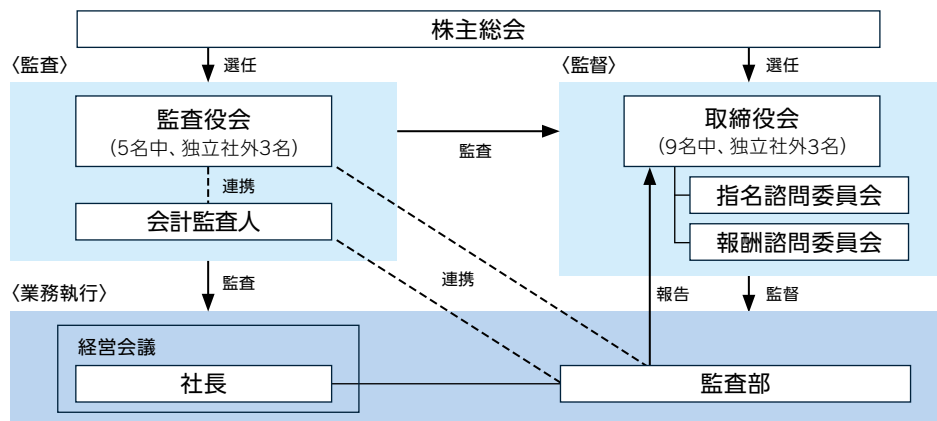 株主総会
〈監査〉
選任
〈監督〉
選任
監査役会
(5名中、独立社外3名)
監査
取締役会
(9名中、独立社外3名)
連携
会計監査人
指名諮問委員会
報酬諮問委員会
監査
連携
報告
監督
〈業務執行〉
経営会議
社長
監査部